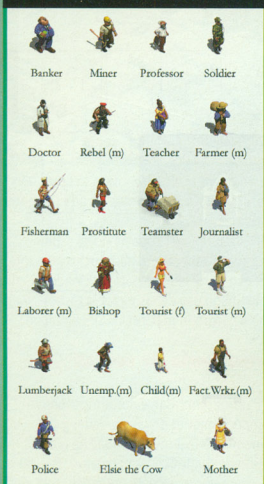 Banker Miner Professor Soldier
Doctor Rebel (m) Teacher Farmer (m)
Fisherman Prostitute Teamster Journalist
Laborer (m) Bishop Tourist (f) Tourist (m)
Lumberjack Unemp.(m) Child(m) Fact.Wrkr.(m)
Police Elsie the Cow Mother